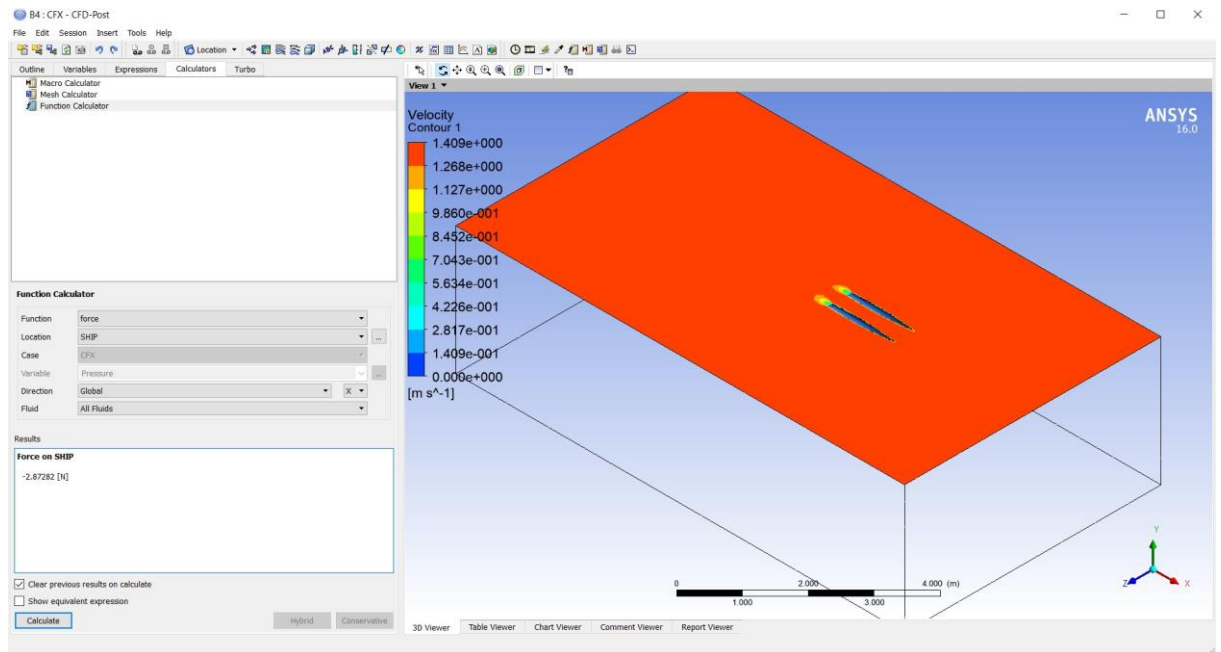 B4 : CFX - CFD-Post
File Edit Session Insert Tools Help
Location
Outline Variables Expressions Calculators Turbo
Macro Calculator
Mesh Calculator
Function Calculator
Function Calculator
Function force
Location SHIP ...
Case CFX
Variable Pressure ...
Direction Global X
Fluid All Fluids
Results
Force on SHIP
-2.87282 [N]
Clear previous results on calculate
Show equivalent expression
Calculate Hybrid Conservative
View 1
Velocity
Contour 1
1.409e+000
1.268e+000
1.127e+000
9.860e-001
8.452e-001
7.043e-001
5.634e-001
4.226e-001
2.817e-001
1.409e-001
0.000e+000
[m s^-1]
ANSYS
16.0
Y
Z X
0 2.000 4.000 (m)
1.000 3.000
3D Viewer Table Viewer Chart Viewer Comment Viewer Report Viewer